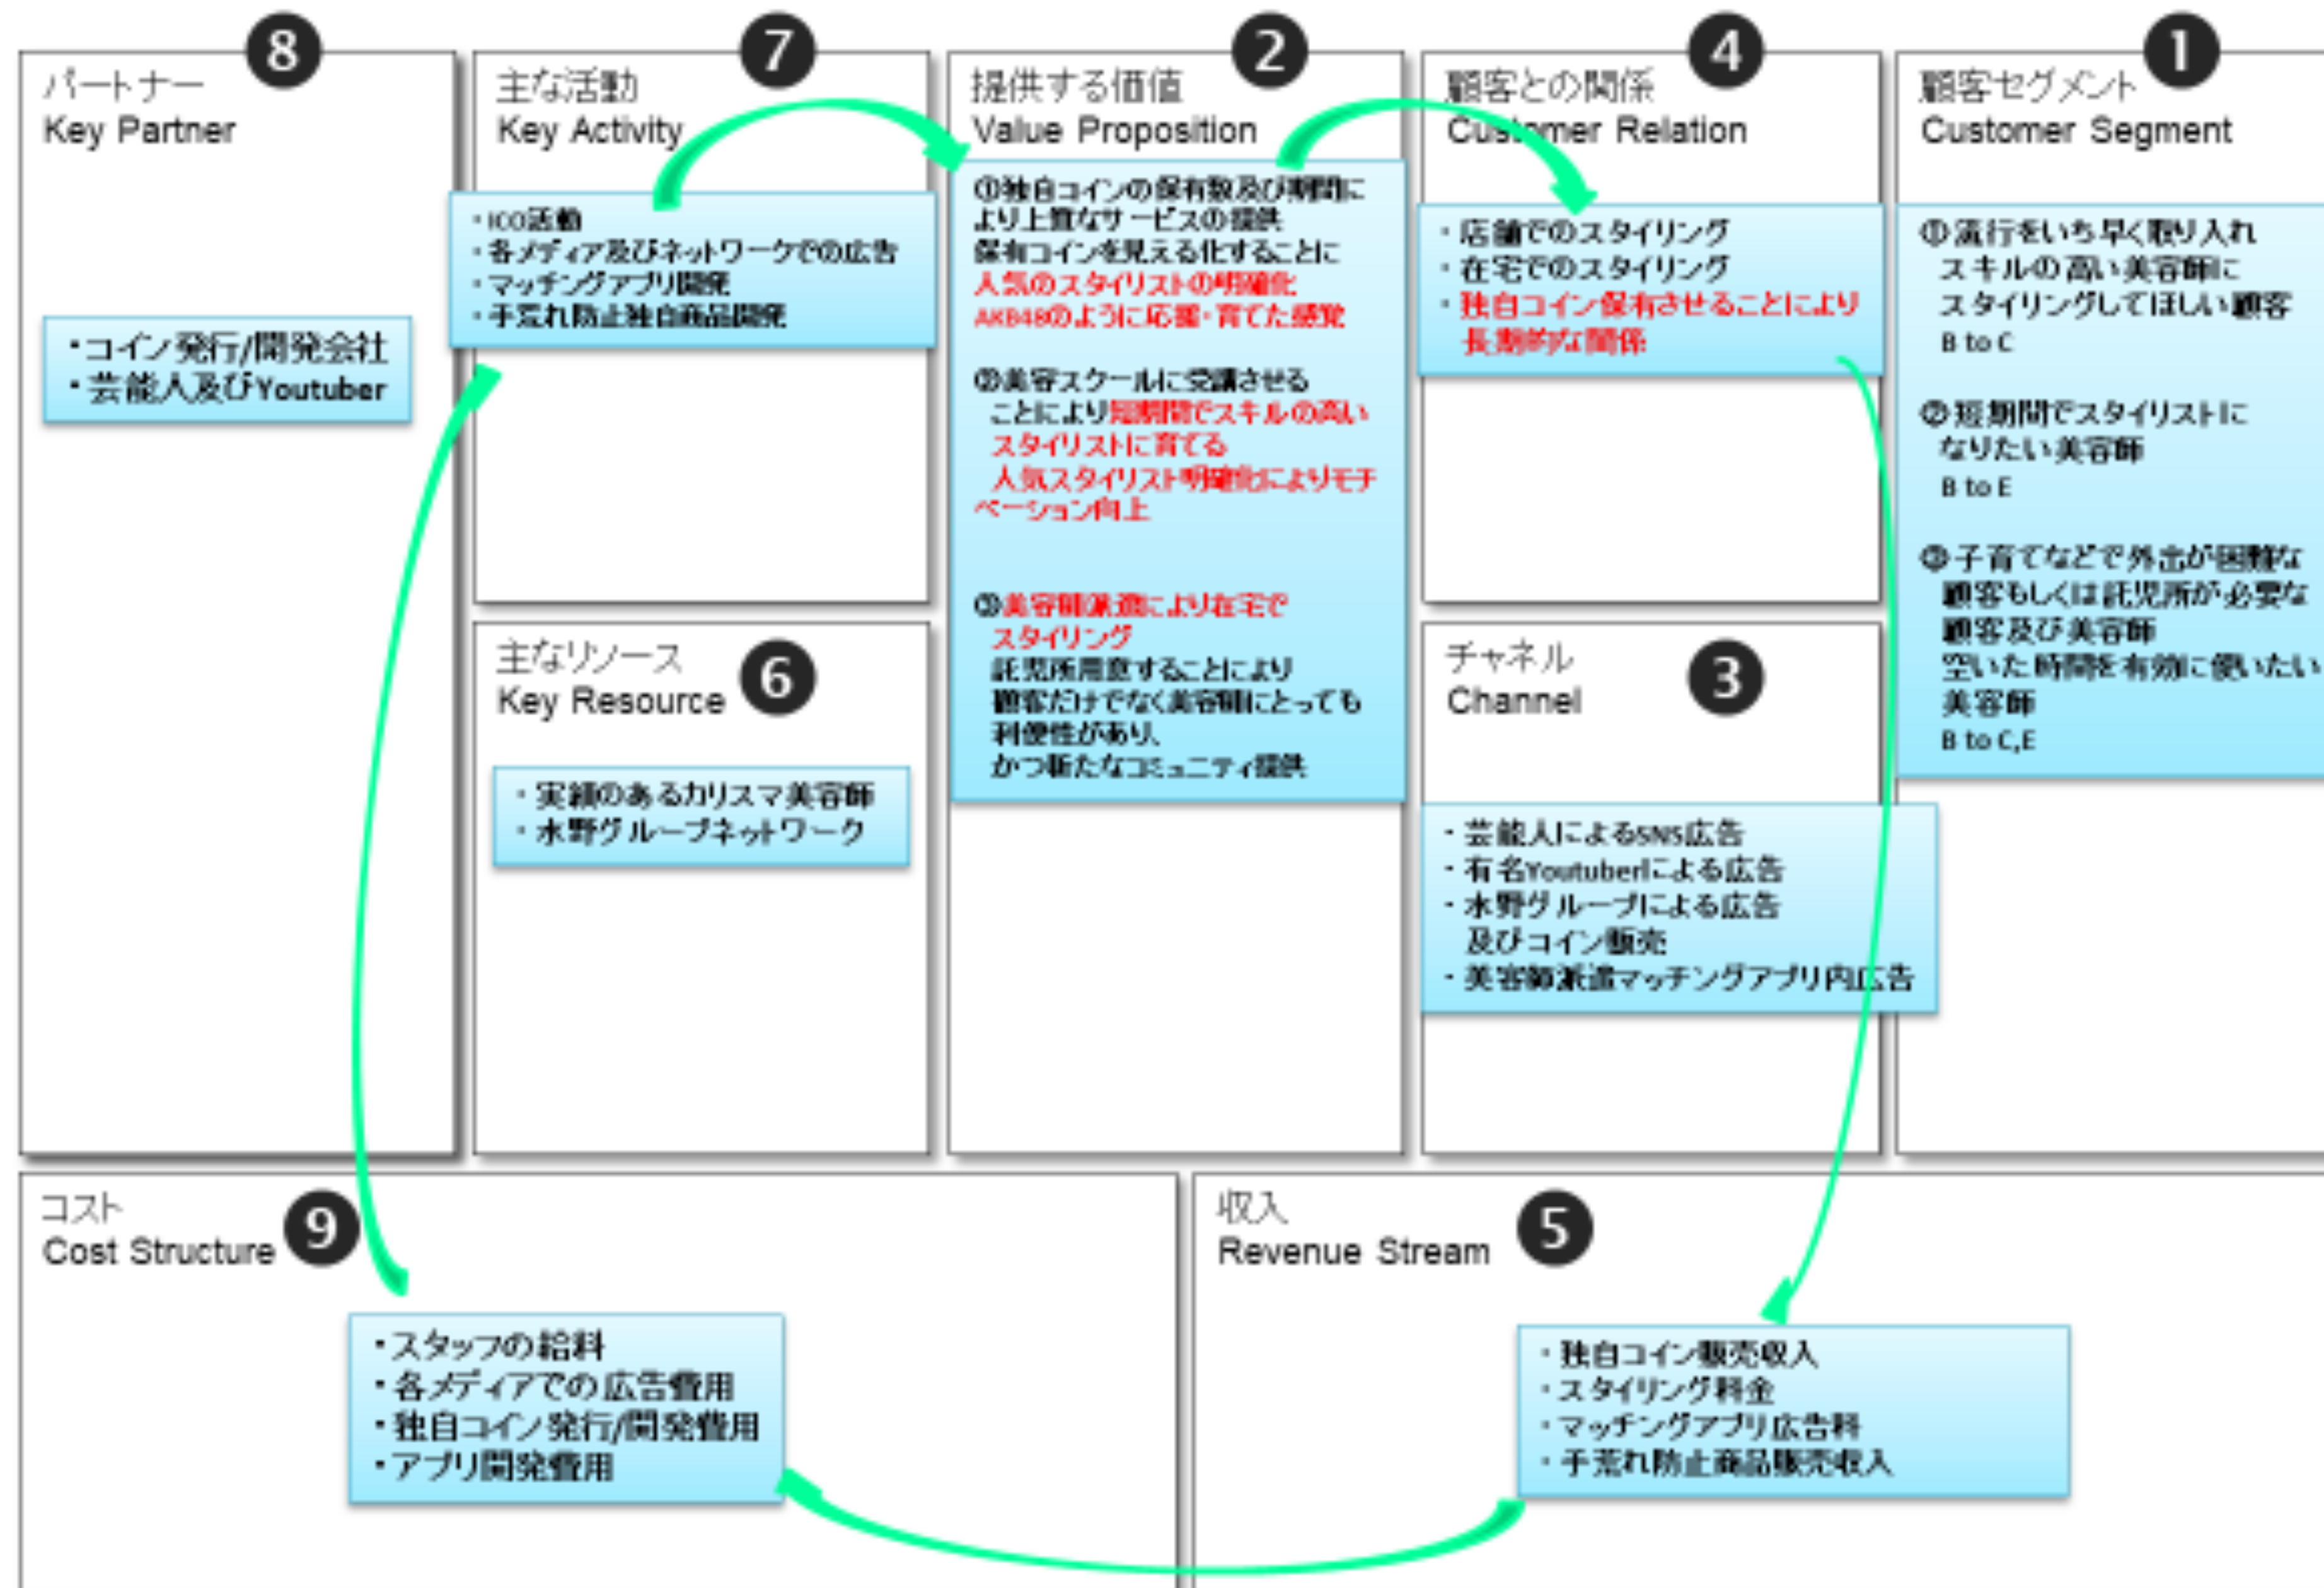 ❽
パートナー
Key Partner
・コイン発行/開発会社
・芸能人及びYoutuber
❼
主な活動
Key Activity
・ICO活動
・各メディア及びネットワークでの広告
・マッチングアプリ開発
・手荒れ防止独自商品開発
❻
主なリソース
Key Resource
・実績のあるカリスマ美容師
・水野グループネットワーク
❷
提供する価値
Value Proposition
①独自コインの保有数及び期間に
より上質なサービスの提供
保有コインを見える化することに
人気のスタイリストの明確化
AKB48のように応援・育てた感覚
②美容スクールに受講させる
ことにより短期間でスキルの高い
スタイリストに育てる
人気スタイリスト明確化によりモチ
ベーション向上
③美容師派遣により在宅で
スタイリング
託児所用意することにより
顧客だけでなく美容師にとっても
利便性があり、
かつ新たなコミュニティ提供
❹
顧客との関係
Customer Relation
・店舗でのスタイリング
・在宅でのスタイリング
・独自コイン保有させることにより
長期的な関係
❸
チャネル
Channel
・芸能人によるSNS広告
・有名Youtuberによる広告
・水野グループによる広告
及びコイン販売
・美容師派遣マッチングアプリ内広告
❶
顧客セグメント
Customer Segment
①流行をいち早く取り入れ
スキルの高い美容師に
スタイリングしてほしい顧客
B to C
②短期間でスタイリストに
なりたい美容師
B to E
③子育てなどで外出が困難な
顧客もしくは託児所が必要な
顧客及び美容師
空いた時間を有効に使いたい
美容師
B to C,E
❾
コスト
Cost Structure
・スタッフの給料
・各メディアでの広告費用
・独自コイン発行/開発費用
・アプリ開発費用
❺
収入
Revenue Stream
・独自コイン販売収入
・スタイリング料金
・マッチングアプリ広告料
・手荒れ防止商品販売収入